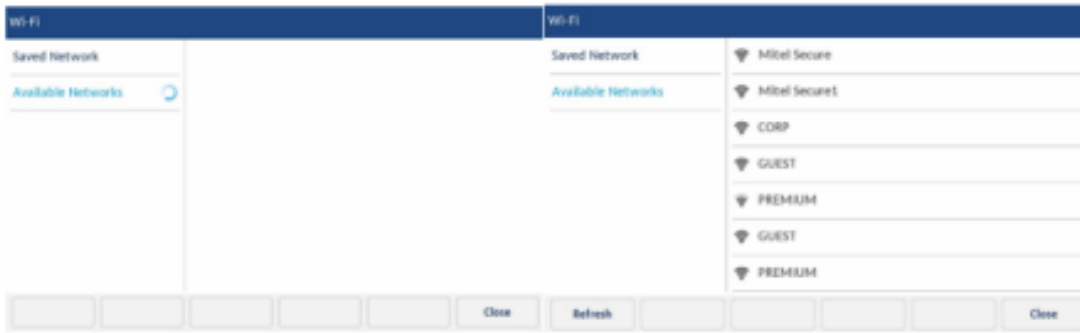 Wi-Fi
Saved Network
Available Networks
Close
Wi-Fi
Saved Network
Available Networks
Mitel Secure
Mitel Secure1
CORP
GUEST
PREMIUM
GUEST
PREMIUM
Refresh
Close